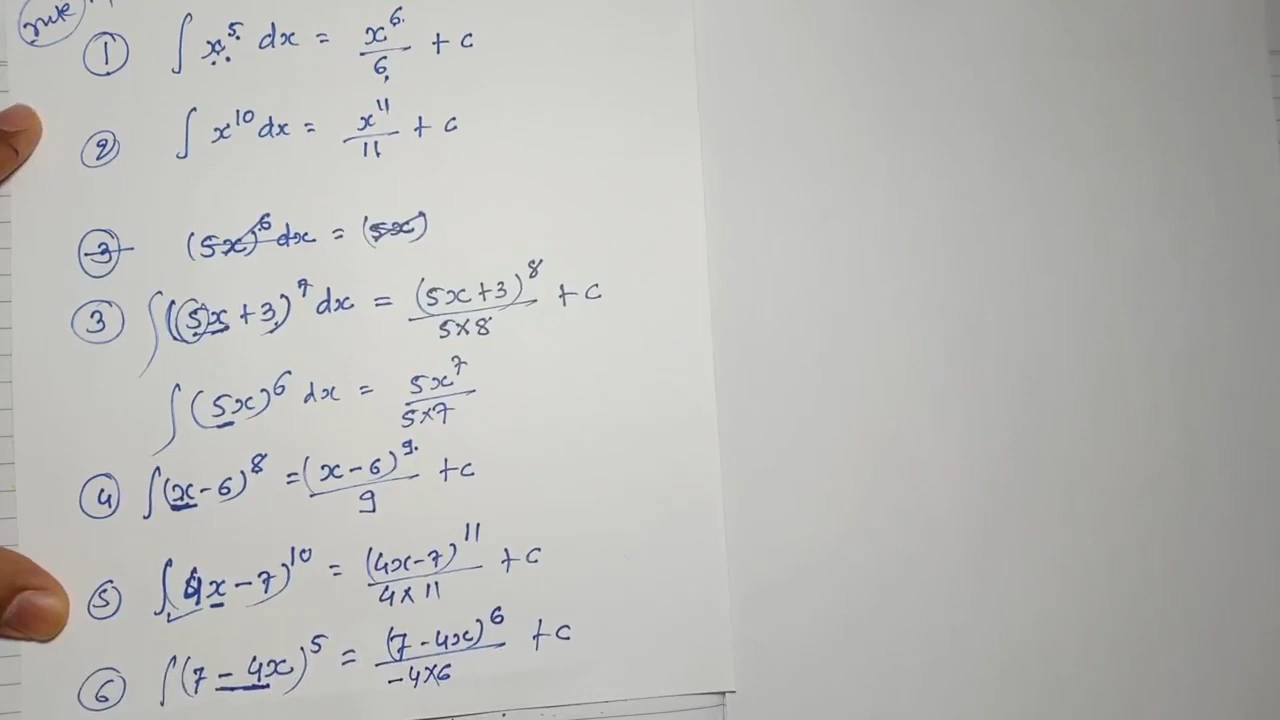 rule
① ∫ x⁵ dx = x⁶/6 + c
② ∫ x¹⁰ dx = x¹¹/11 + c
3 (5x)⁶ dx = (5x)
③ ∫((5)x + 3)⁷ dx = (5x+3)⁸/5×8 + c
∫ (5x)⁶ dx = 5x⁷/5×7
④ ∫(x - 6)⁸ = (x - 6)⁹/9 + c
⑤ ∫(4x - 7)¹⁰ = (4x - 7)¹¹/4×11 + c
⑥ ∫(7 - 4x)⁵ = (7 - 4x)⁶/-4×6 + c